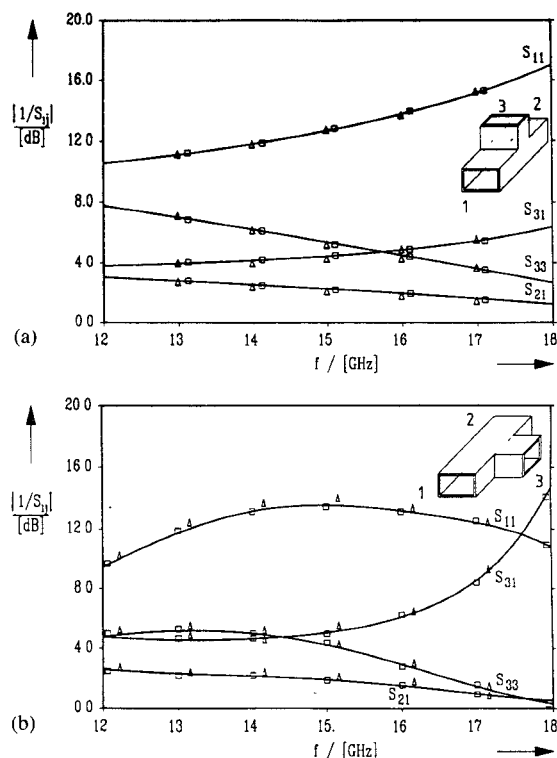 20.0
16.0
12.0
8.0
4.0
0.0
|1/Sij|
[dB]
S11
3 2
1
S31
S33
S21
(a)
12 13 14 15 16 17 18
f / [GHz]
20.0
16.0
12.0
8.0
4.0
0.0
|1/Sij|
[dB]
2
1
3
S11
S31
S33
S21
(b)
12 13 14 15. 16 17 18
f / [GHz]